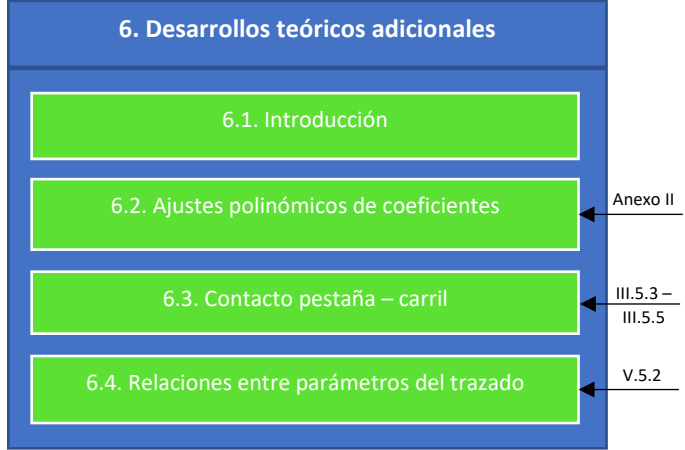 6. Desarrollos teóricos adicionales
6.1. Introducción
6.2. Ajustes polinómicos de coeficientes
Anexo II
6.3. Contacto pestaña – carril
III.5.3 –
III.5.5
6.4. Relaciones entre parámetros del trazado
V.5.2